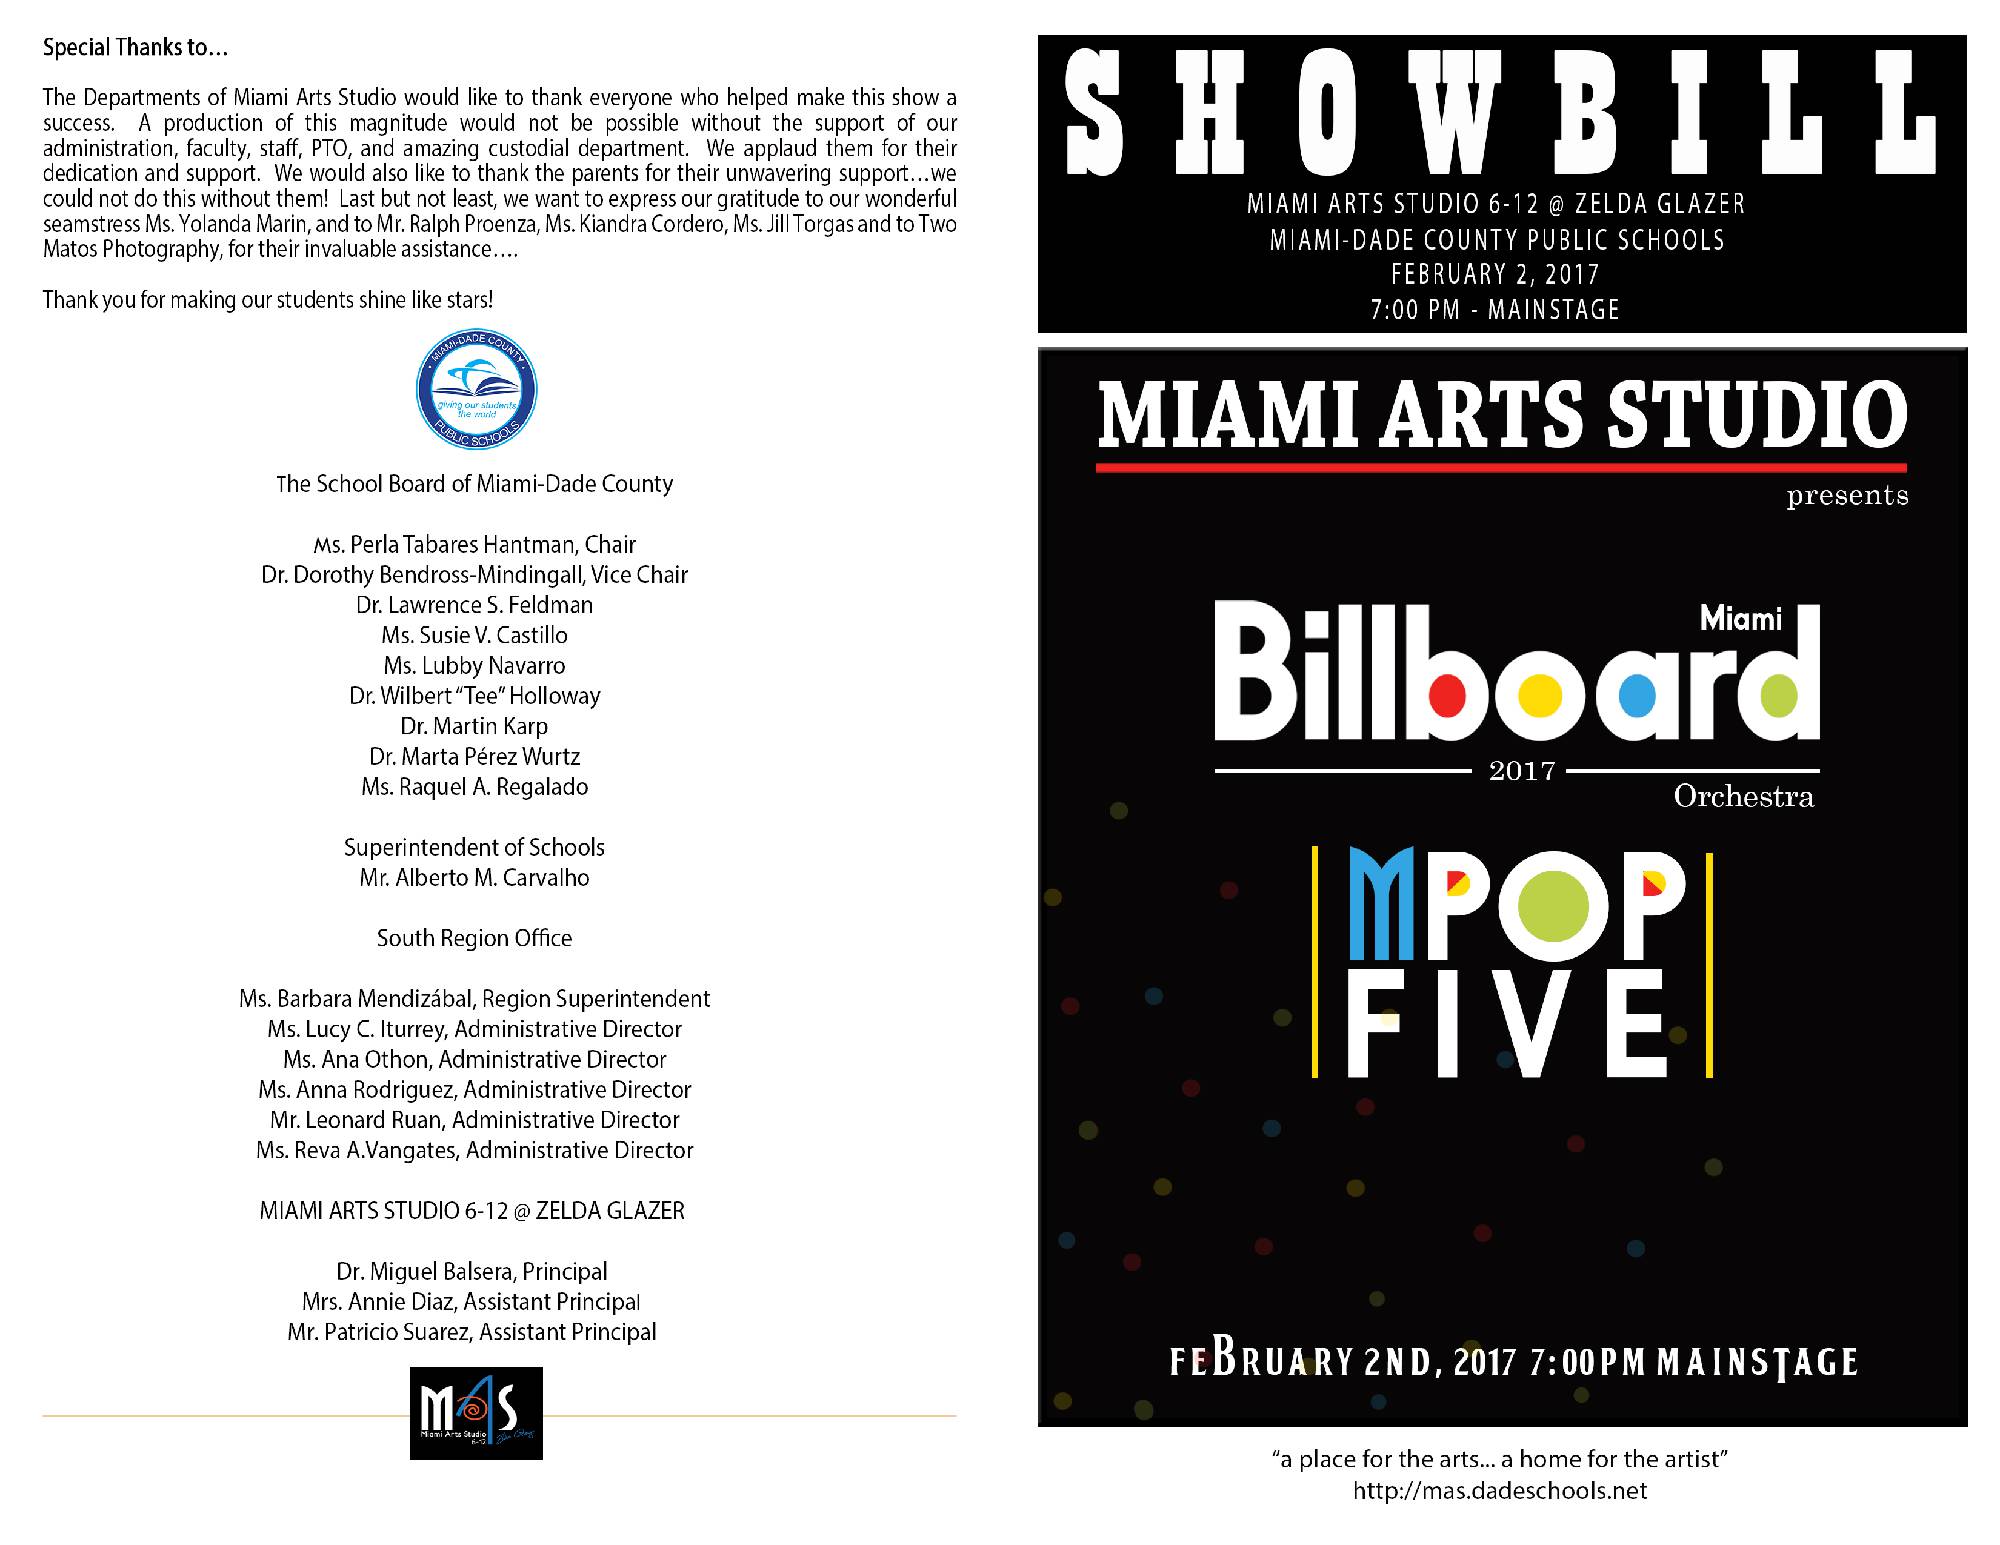 Special Thanks to…
The Departments of Miami Arts Studio would like to thank everyone who helped make this show a
success. A production of this magnitude would not be possible without the support of our
administration, faculty, staff, PTO, and amazing custodial department. We applaud them for their
dedication and support. We would also like to thank the parents for their unwavering support…we
could not do this without them! Last but not least, we want to express our gratitude to our wonderful
seamstress Ms. Yolanda Marin, and to Mr. Ralph Proenza, Ms. Kiandra Cordero, Ms. Jill Torgas and to Two
Matos Photography, for their invaluable assistance….
Thank you for making our students shine like stars!
MIAMI-DADE COUNTY
giving our students
the world
PUBLIC SCHOOLS
The School Board of Miami-Dade County
Ms. Perla Tabares Hantman, Chair
Dr. Dorothy Bendross-Mindingall, Vice Chair
Dr. Lawrence S. Feldman
Ms. Susie V. Castillo
Ms. Lubby Navarro
Dr. Wilbert “Tee” Holloway
Dr. Martin Karp
Dr. Marta Pérez Wurtz
Ms. Raquel A. Regalado
Superintendent of Schools
Mr. Alberto M. Carvalho
South Region Office
Ms. Barbara Mendizábal, Region Superintendent
Ms. Lucy C. Iturrey, Administrative Director
Ms. Ana Othon, Administrative Director
Ms. Anna Rodriguez, Administrative Director
Mr. Leonard Ruan, Administrative Director
Ms. Reva A.Vangates, Administrative Director
MIAMI ARTS STUDIO 6-12 @ ZELDA GLAZER
Dr. Miguel Balsera, Principal
Mrs. Annie Diaz, Assistant Principal
Mr. Patricio Suarez, Assistant Principal
MAS
Miami Arts Studio
6-12
SHOWBILL
MIAMI ARTS STUDIO 6-12 @ ZELDA GLAZER
MIAMI-DADE COUNTY PUBLIC SCHOOLS
FEBRUARY 2, 2017
7:00 PM - MAINSTAGE
MIAMI ARTS STUDIO
presents
Miami
Billboard
2017
Orchestra
MPOP
FIVE
FEBRUARY 2ND, 2017 7:00PM MAINSTAGE
“a place for the arts... a home for the artist”
http://mas.dadeschools.net